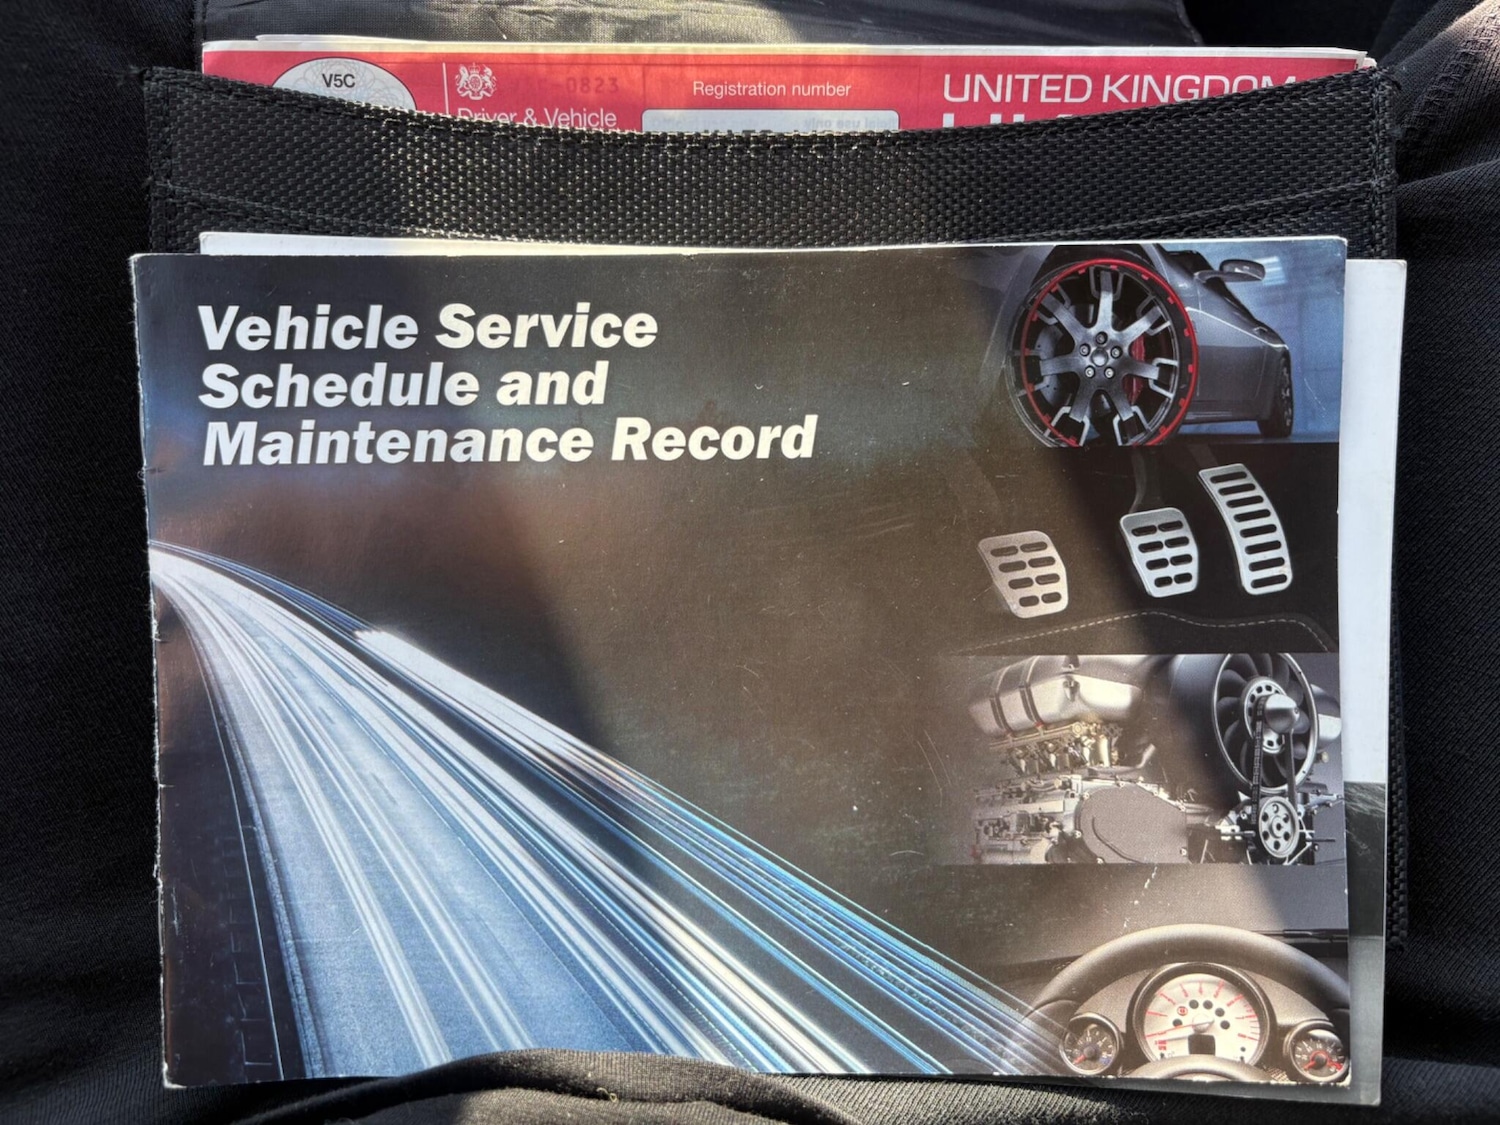 V5C
Driver & Vehicle
Registration number
UNITED KINGDOM
Vehicle Service
Schedule and
Maintenance Record